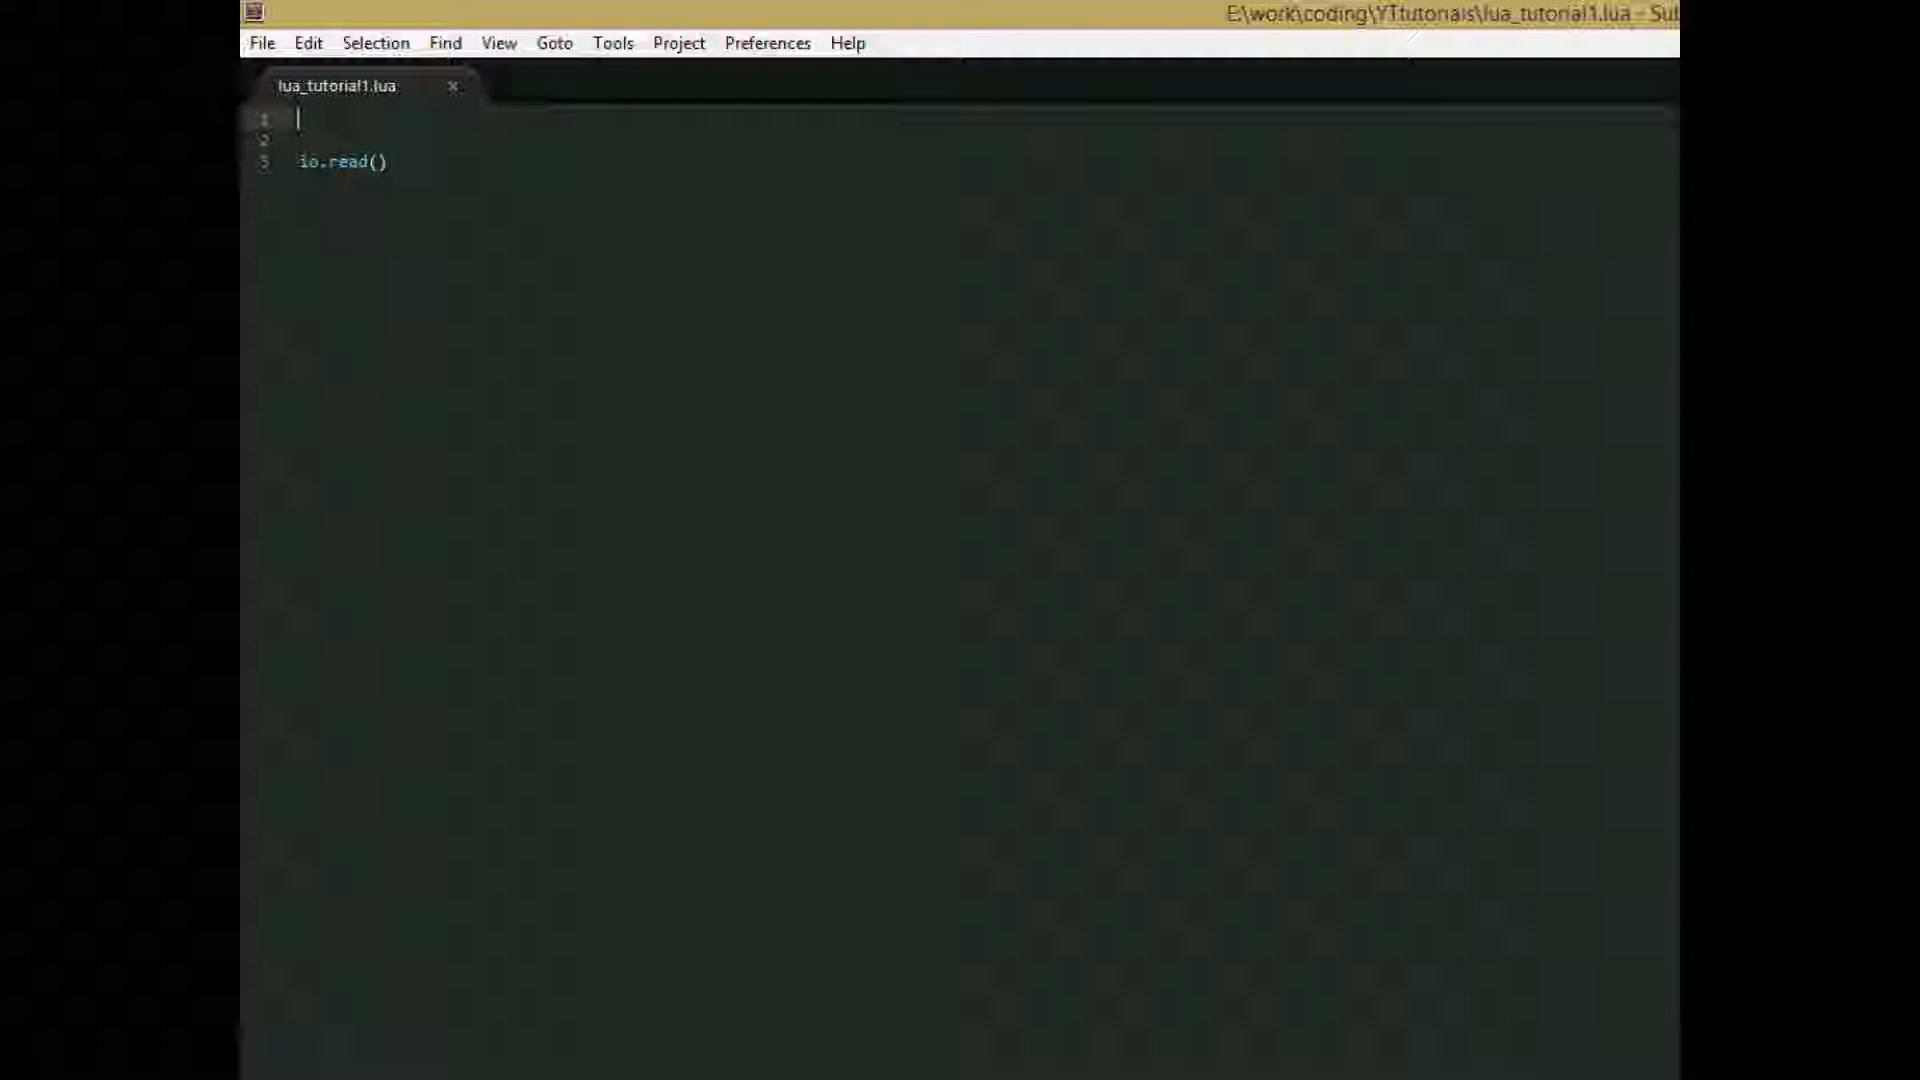 E:\work\coding\YTtutorials\lua_tutorial1.lua - Sub
File Edit Selection Find View Goto Tools Project Preferences Help
lua_tutorial1.lua x
1
2
3 io.read()